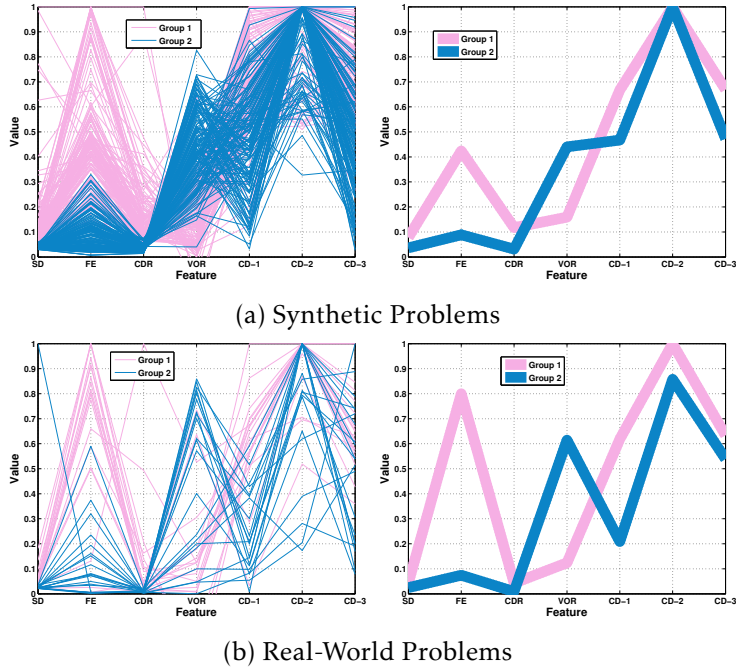 1
0.9
0.8
0.7
0.6
0.5
0.4
0.3
0.2
0.1
0
Value
Group 1
Group 2
SD FE CDR VOR CD−1 CD−2 CD−3
Feature
1
0.9
0.8
0.7
0.6
0.5
0.4
0.3
0.2
0.1
0
Value
Group 1
Group 2
SD FE CDR VOR CD−1 CD−2 CD−3
Feature
(a) Synthetic Problems
1
0.9
0.8
0.7
0.6
0.5
0.4
0.3
0.2
0.1
0
Value
Group 1
Group 2
SD FE CDR VOR CD−1 CD−2 CD−3
Feature
1
0.9
0.8
0.7
0.6
0.5
0.4
0.3
0.2
0.1
0
Value
Group 1
Group 2
SD FE CDR VOR CD−1 CD−2 CD−3
Feature
(b) Real-World Problems